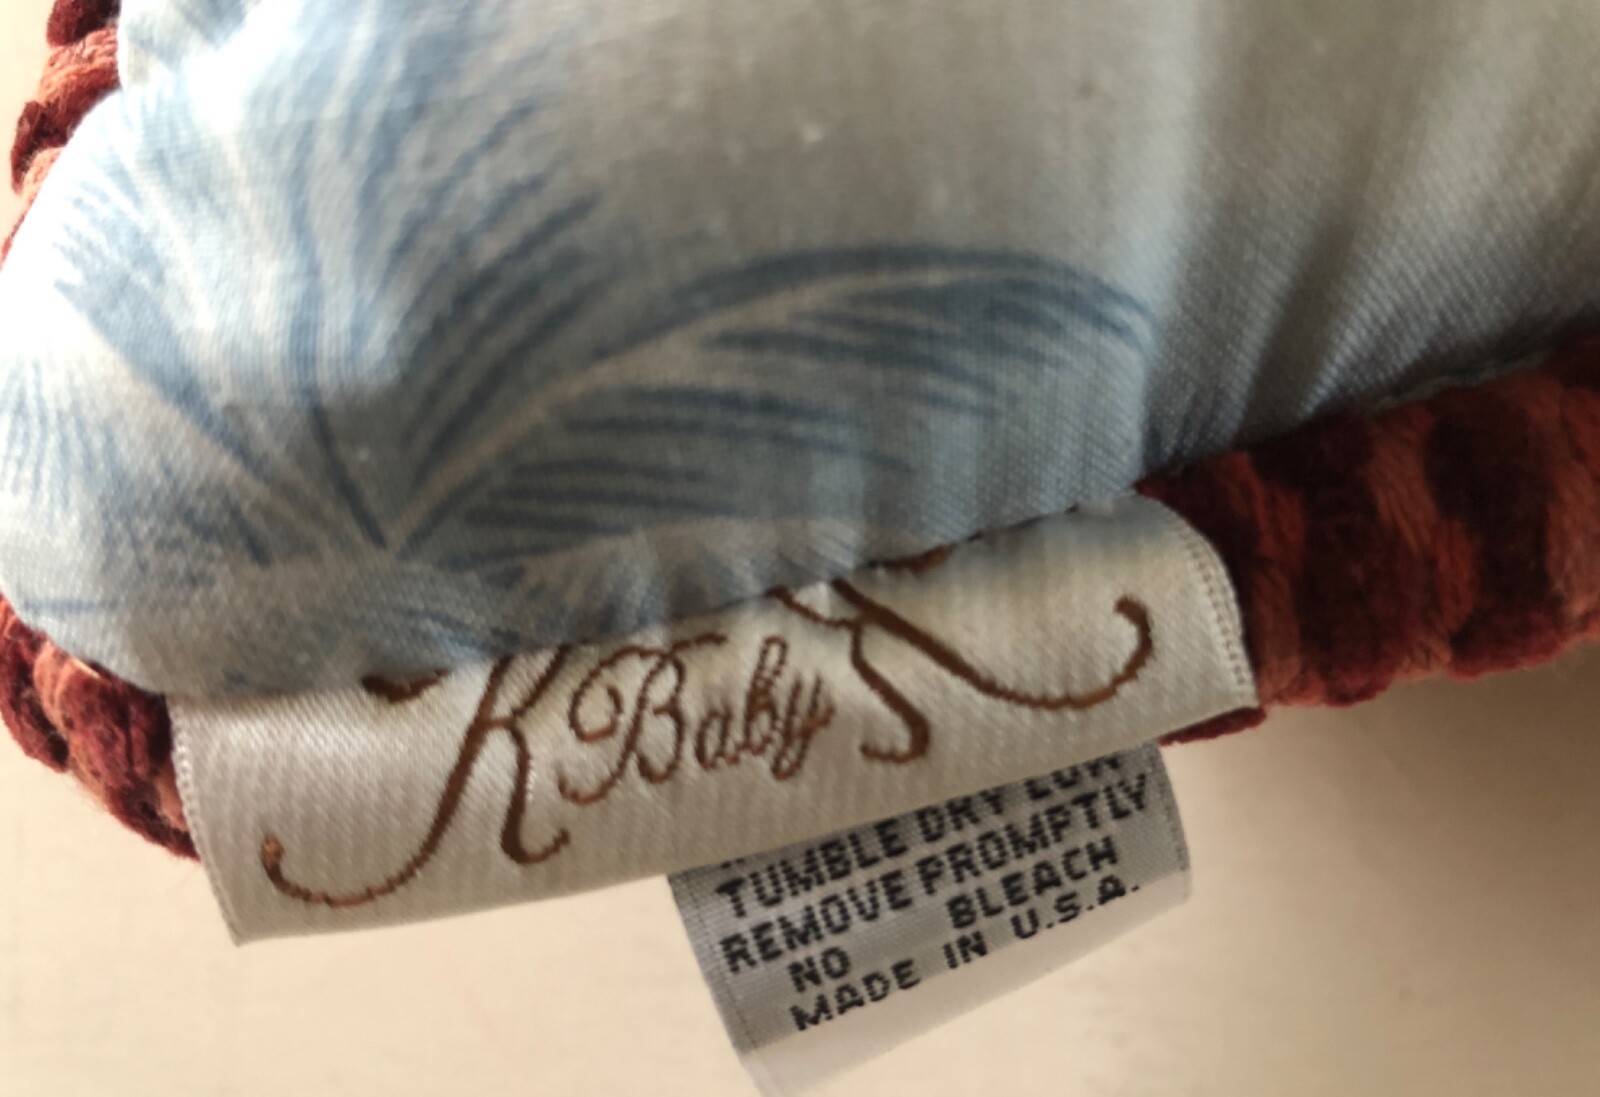 K Baby K
TUMBLE DRY LOW
REMOVE PROMPTLY
NO BLEACH
MADE IN U.S.A.